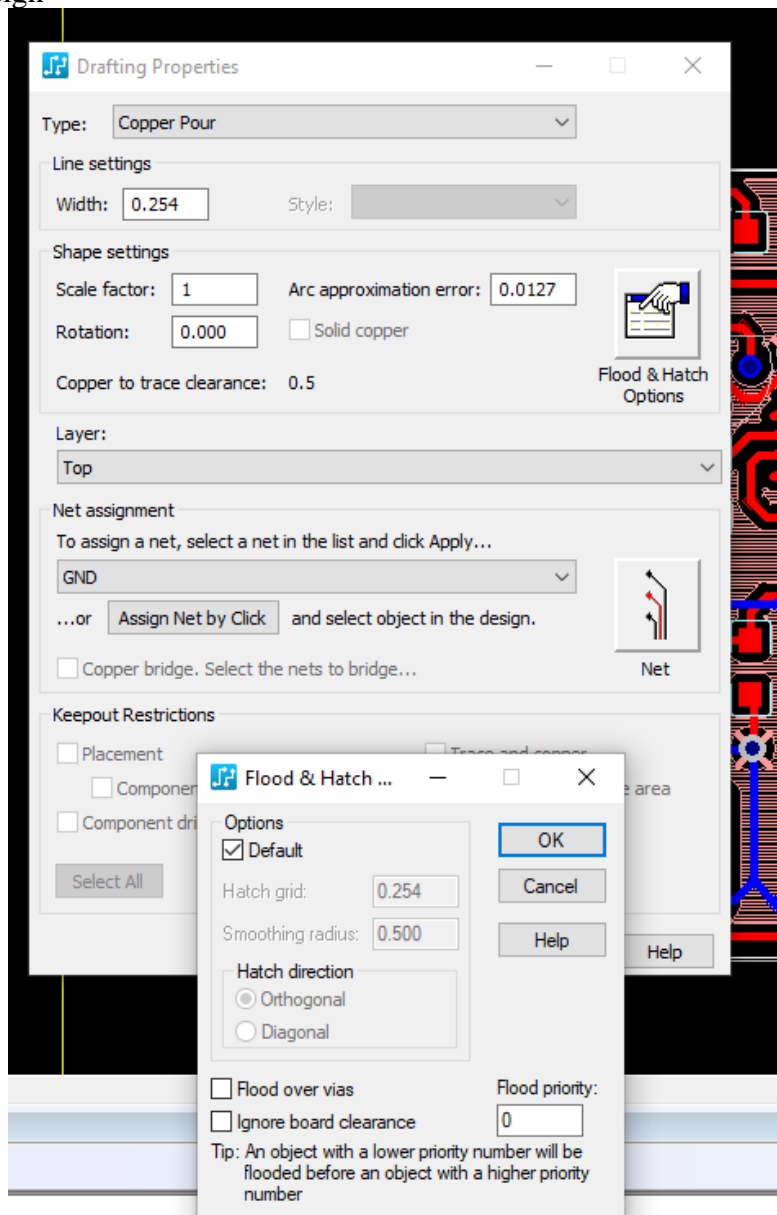 Drafting Properties
Type: Copper Pour
Line settings
Width: 0.254 Style:
Shape settings
Scale factor: 1 Arc approximation error: 0.0127
Rotation: 0.000 Solid copper
Copper to trace clearance: 0.5
Flood & Hatch
Options
Layer:
Top
Net assignment
To assign a net, select a net in the list and click Apply...
GND
...or Assign Net by Click and select object in the design.
Copper bridge. Select the nets to bridge...
Net
Keepout Restrictions
Placement Trace and copper
area
Select All
Help
Flood & Hatch ...
Options
Default
OK
Hatch grid: 0.254
Cancel
Smoothing radius: 0.500
Help
Hatch direction
Orthogonal
Diagonal
Flood over vias
Flood priority:
Ignore board clearance
0
Tip: An object with a lower priority number will be
flooded before an object with a higher priority
number